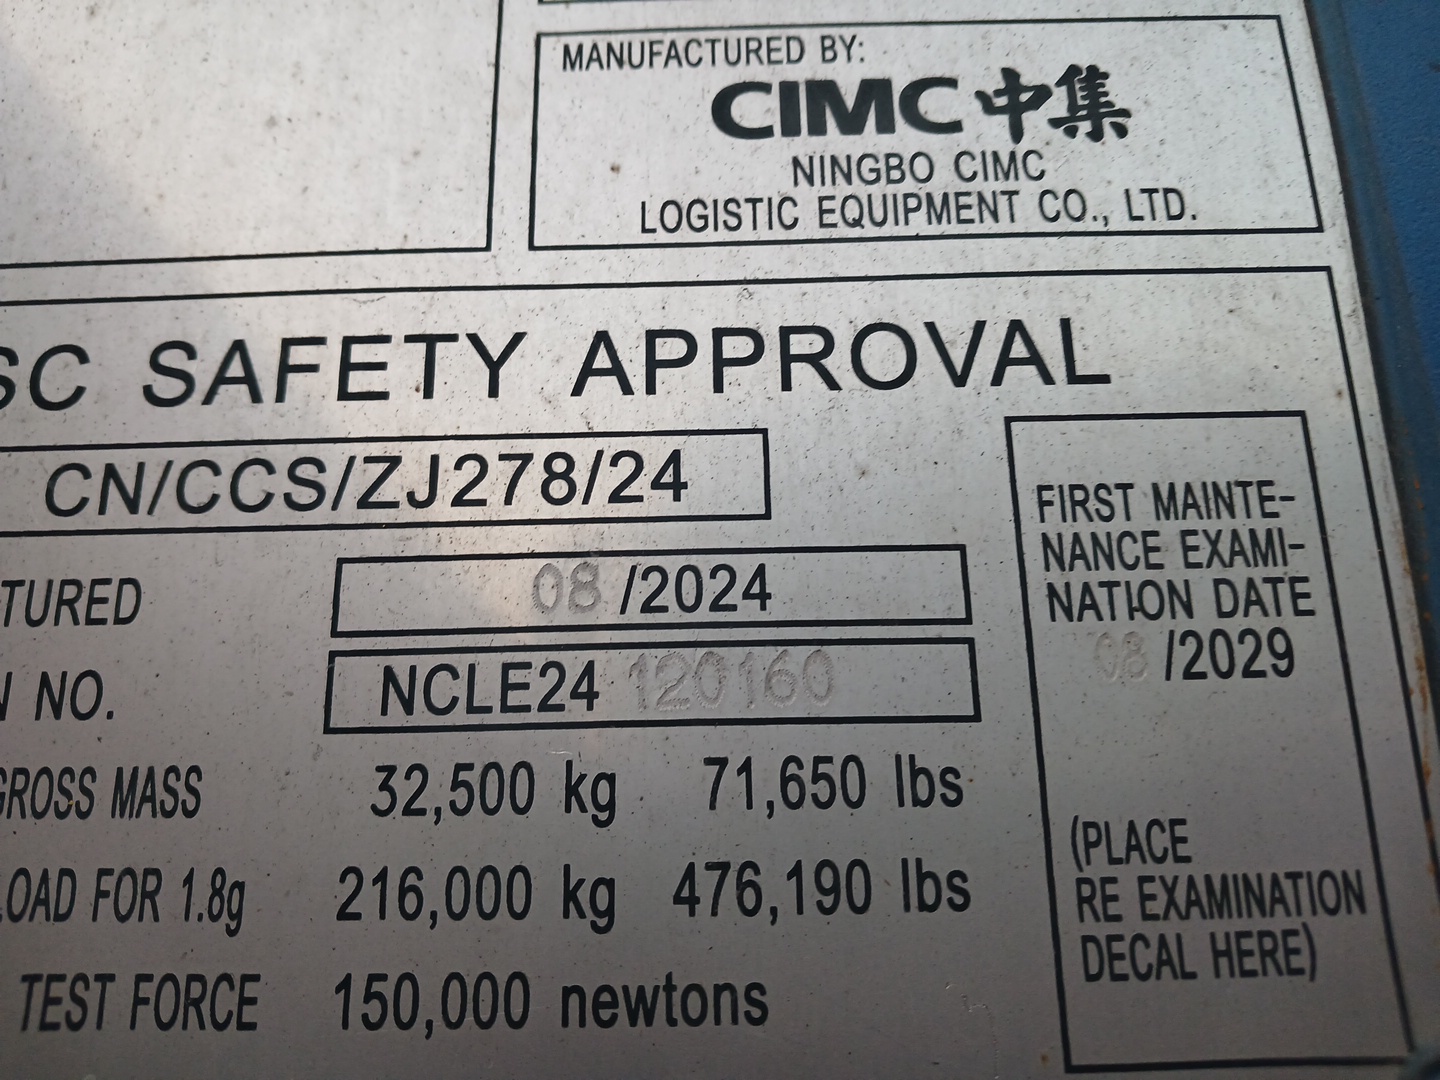 MANUFACTURED BY:
CIMC 中集
NINGBO CIMC
LOGISTIC EQUIPMENT CO., LTD.
SC SAFETY APPROVAL
CN/CCS/ZJ278/24
TURED 08 /2024
NO. NCLE24 120160
GROSS MASS 32,500 kg 71,650 lbs
LOAD FOR 1.8g 216,000 kg 476,190 lbs
TEST FORCE 150,000 newtons
FIRST MAINTE-
NANCE EXAMI-
NATION DATE
08 /2029
(PLACE
RE EXAMINATION
DECAL HERE)